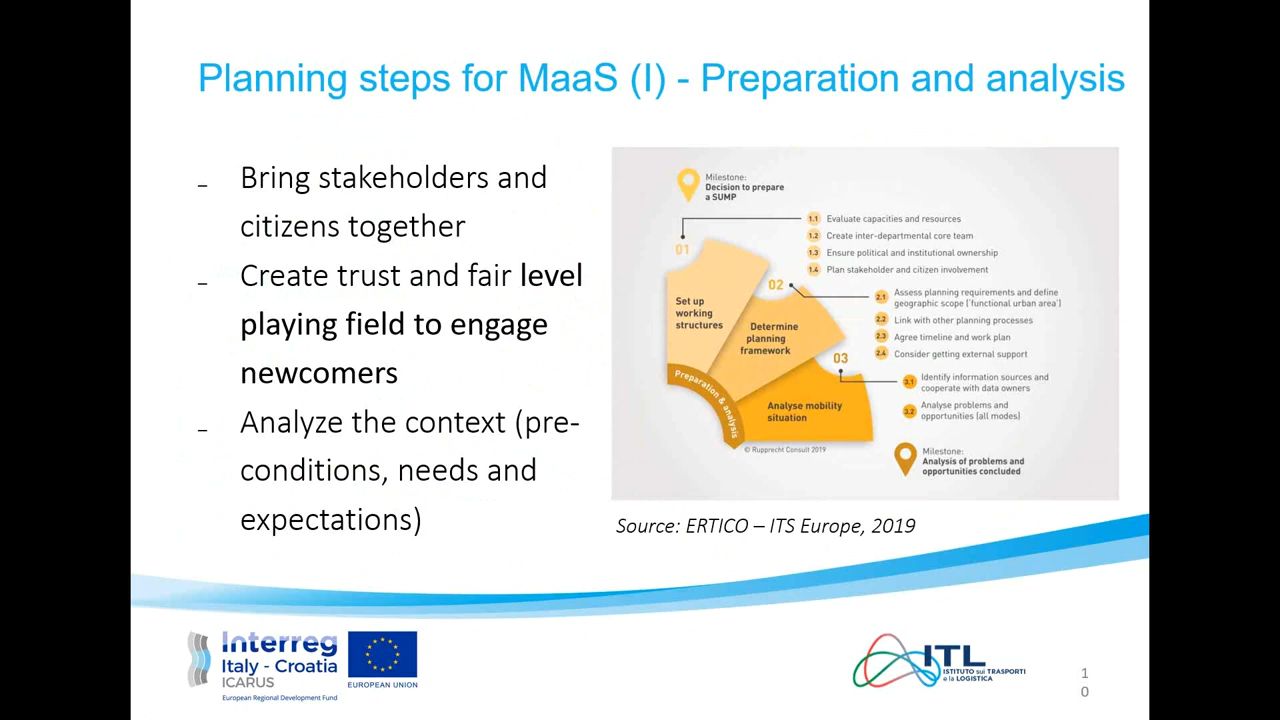 Planning steps for MaaS (I) - Preparation and analysis
– Bring stakeholders and
citizens together
– Create trust and fair level
playing field to engage
newcomers
– Analyze the context (pre-
conditions, needs and
expectations)
Milestone:
Decision to prepare
a SUMP
01
1.1 Evaluate capacities and resources
1.2 Create inter-departmental core team
1.3 Ensure political and institutional ownership
1.4 Plan stakeholder and citizen involvement
Set up
working
structures
02
2.1 Assess planning requirements and define
geographic scope ('functional urban area')
2.2 Link with other planning processes
2.3 Agree timeline and work plan
2.4 Consider getting external support
Determine
planning
framework
03
3.1 Identify information sources and
cooperate with data owners
3.2 Analyse problems and
opportunities (all modes)
Analyse mobility
situation
Preparation & analysis
© Rupprecht Consult 2019
Milestone:
Analysis of problems and
opportunities concluded
Source: ERTICO – ITS Europe, 2019
Interreg
Italy - Croatia
ICARUS
European Regional Development Fund
EUROPEAN UNION
ITL
ISTITUTO sui TRASPORTI
e la LOGISTICA
1
0